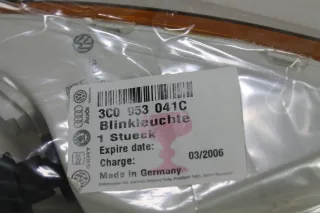 3C0 953 041C
Blinkleuchte
1 Stueck
Expire date:
Charge: 03/2006
Made in Germany